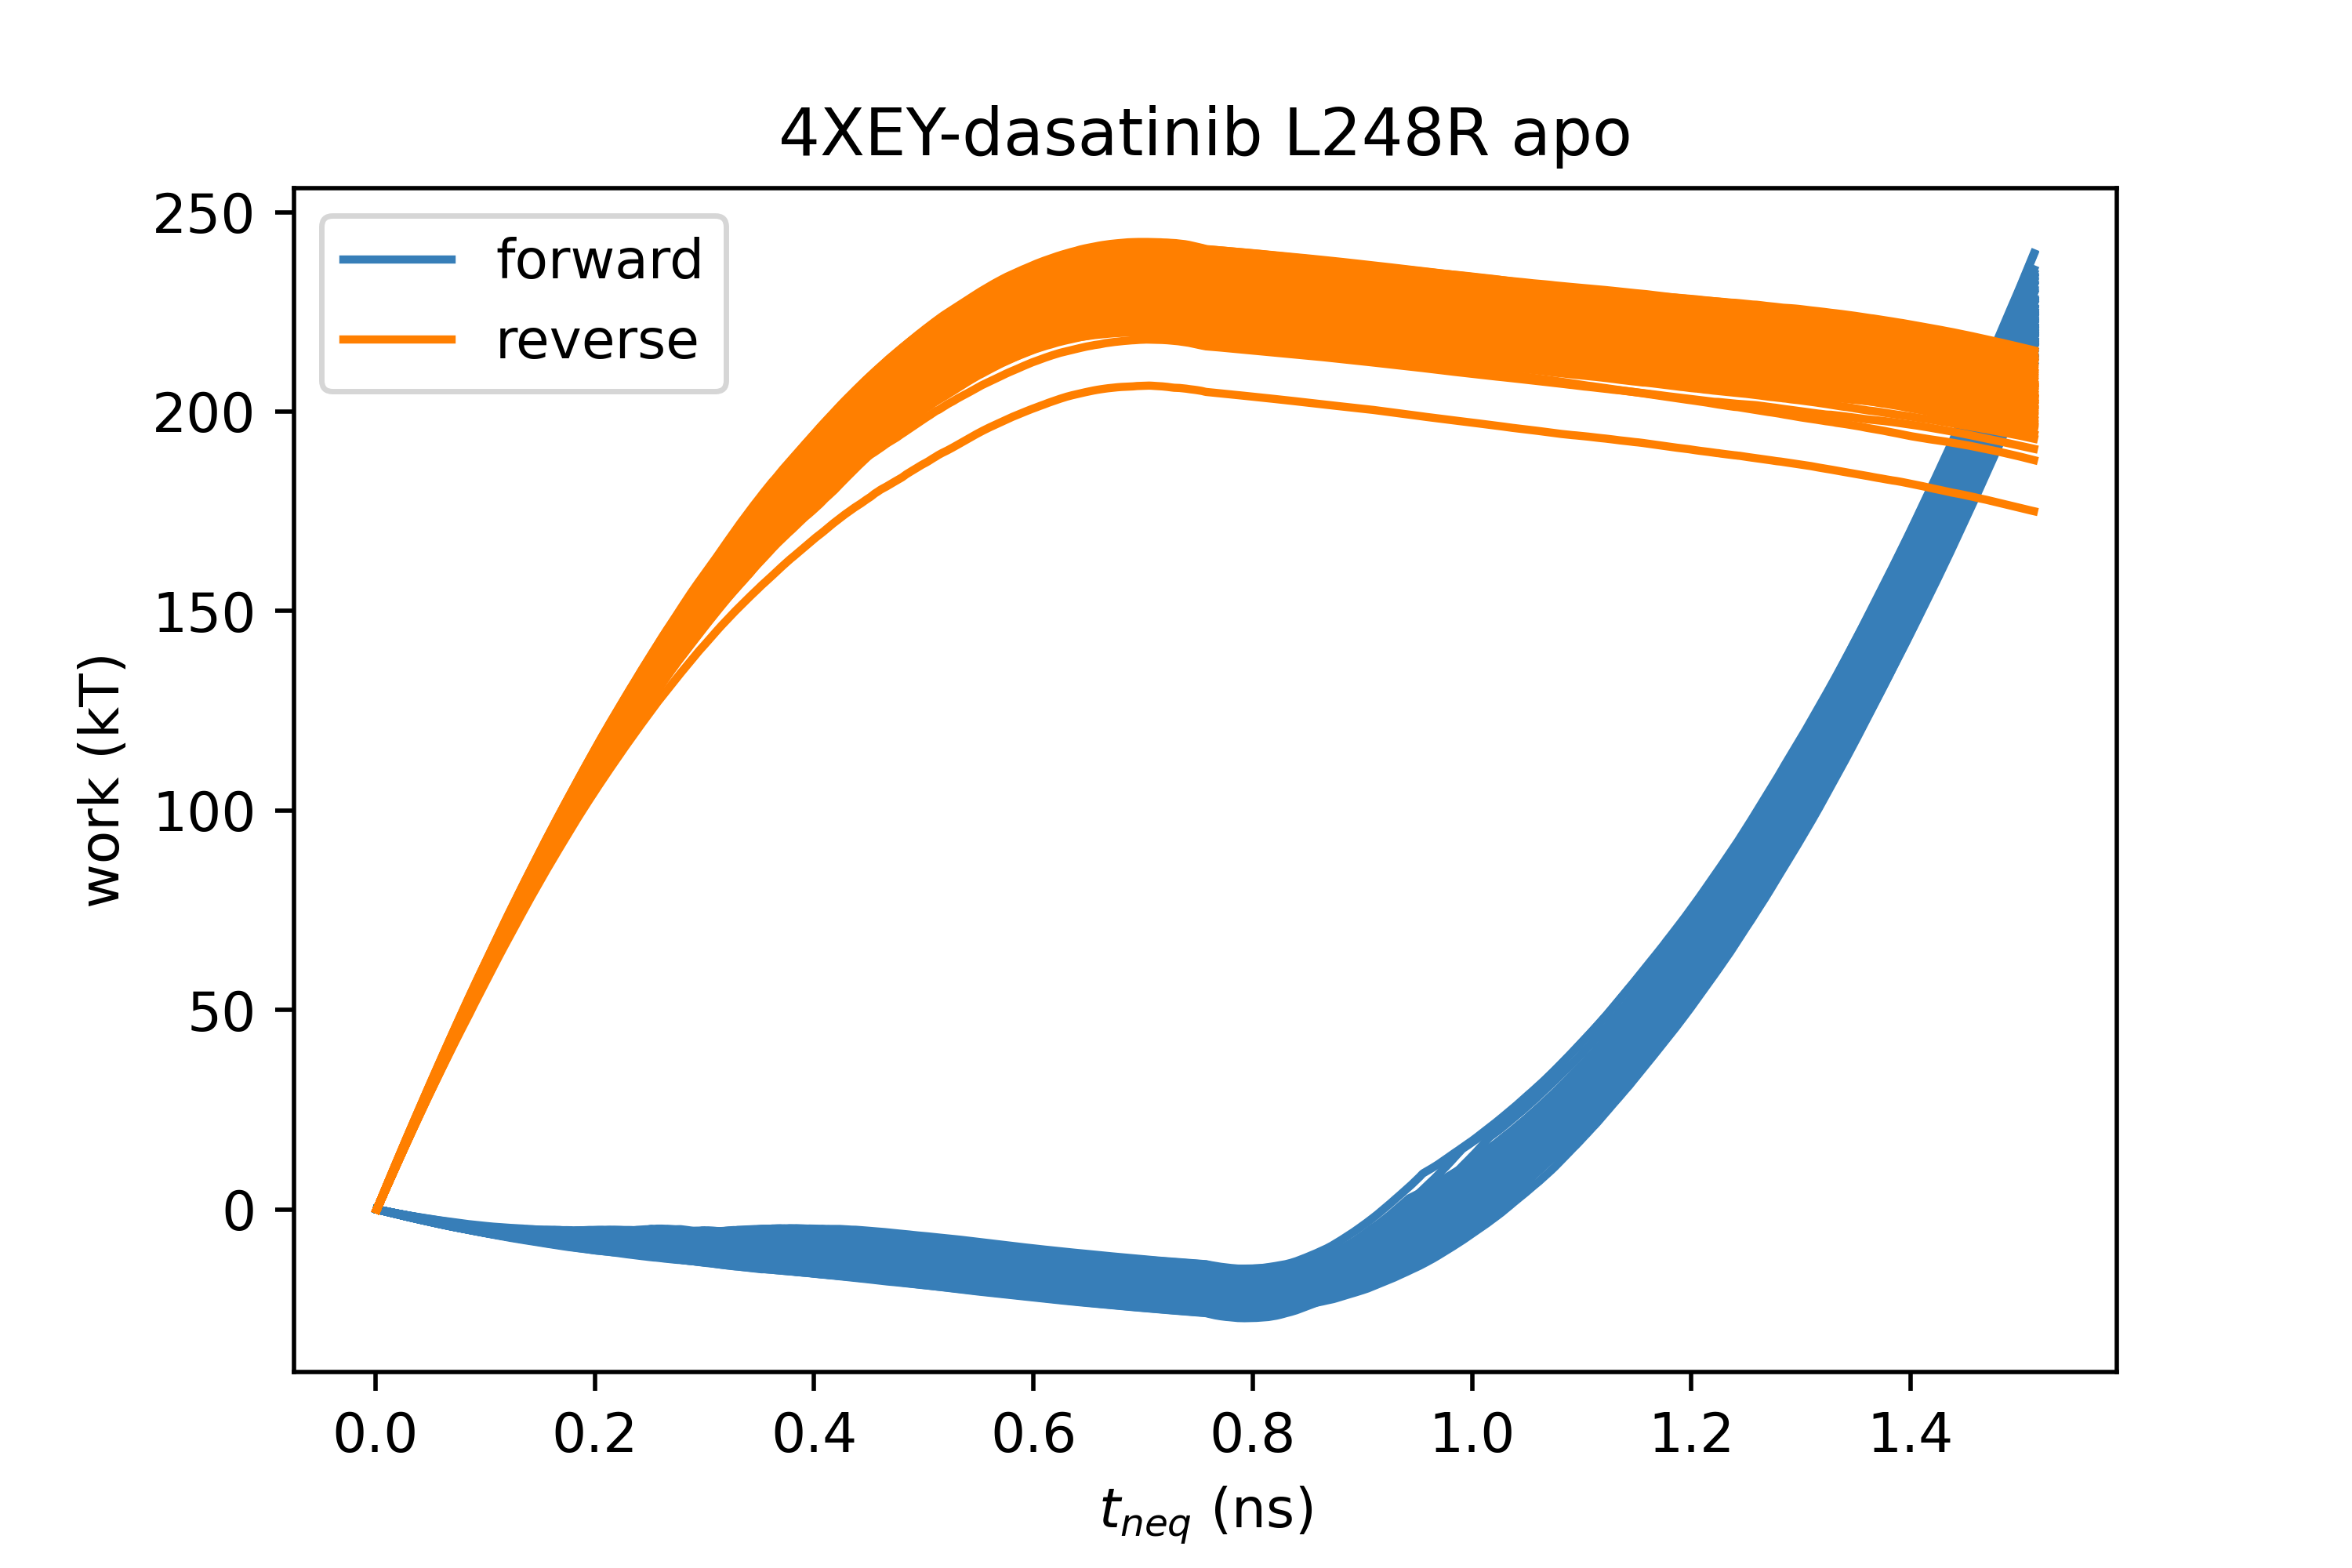 4XEY-dasatinib L248R apo
forward
reverse
work (kT)
250
200
150
100
50
0
0.0 0.2 0.4 0.6 0.8 1.0 1.2 1.4
t_neq (ns)